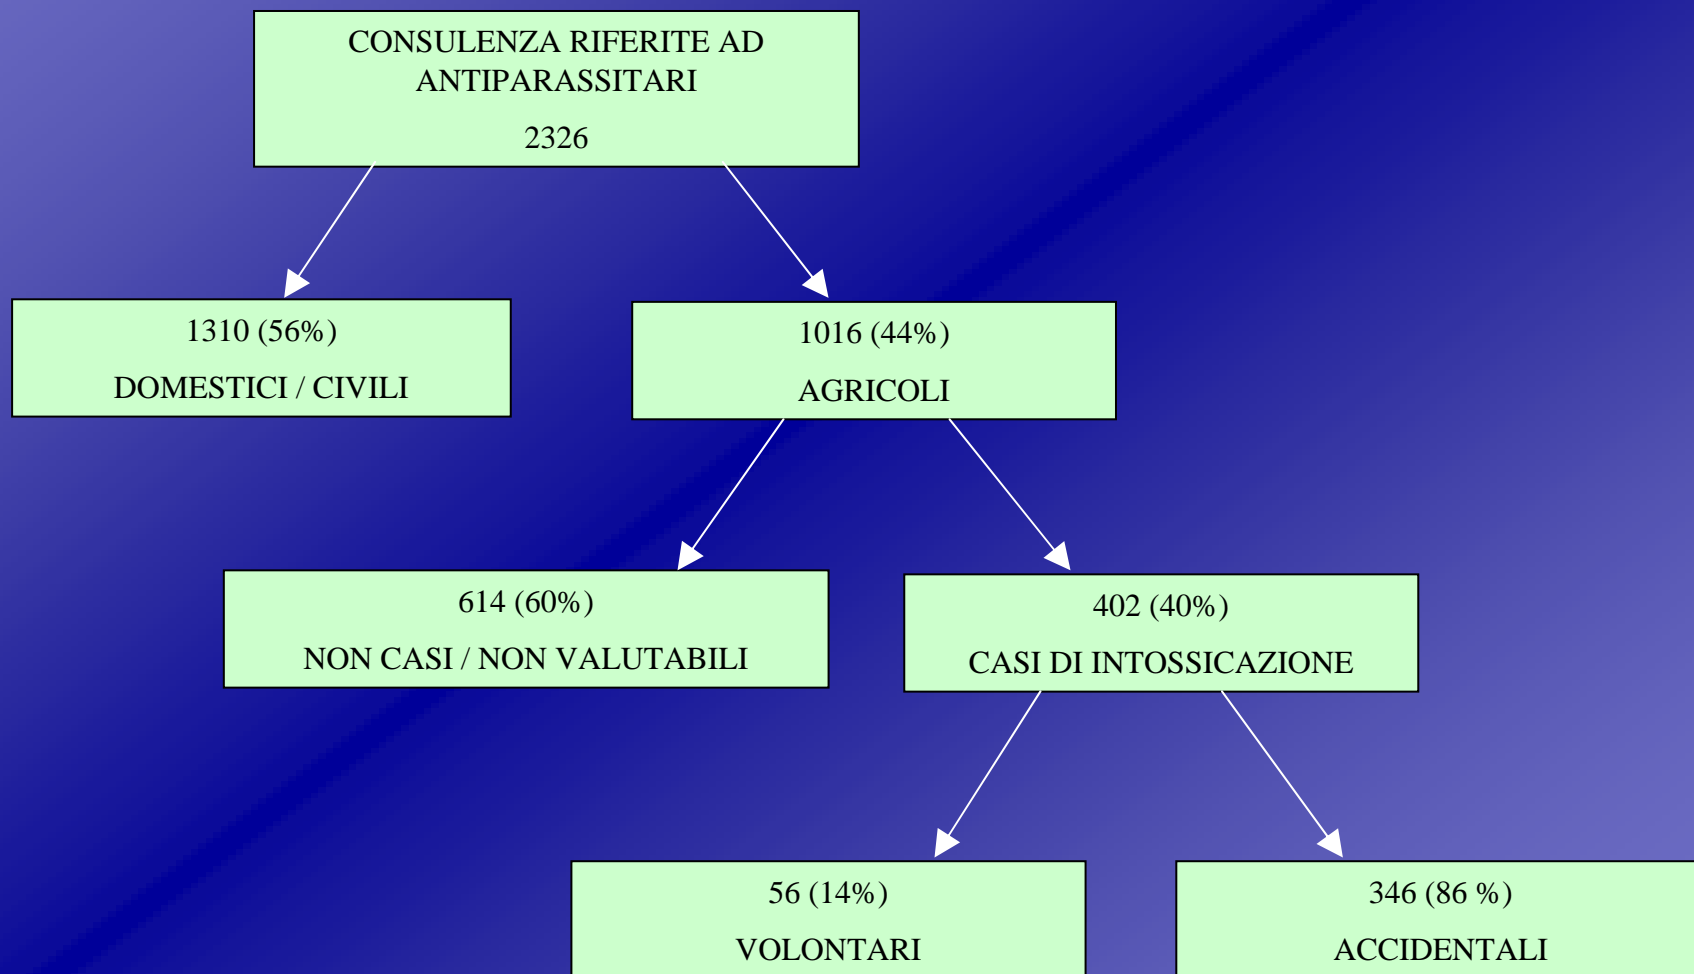 CONSULENZA RIFERITE AD
ANTIPARASSITARI
2326
1310 (56%)
DOMESTICI / CIVILI
1016 (44%)
AGRICOLI
614 (60%)
NON CASI / NON VALUTABILI
402 (40%)
CASI DI INTOSSICAZIONE
56 (14%)
VOLONTARI
346 (86 %)
ACCIDENTALI